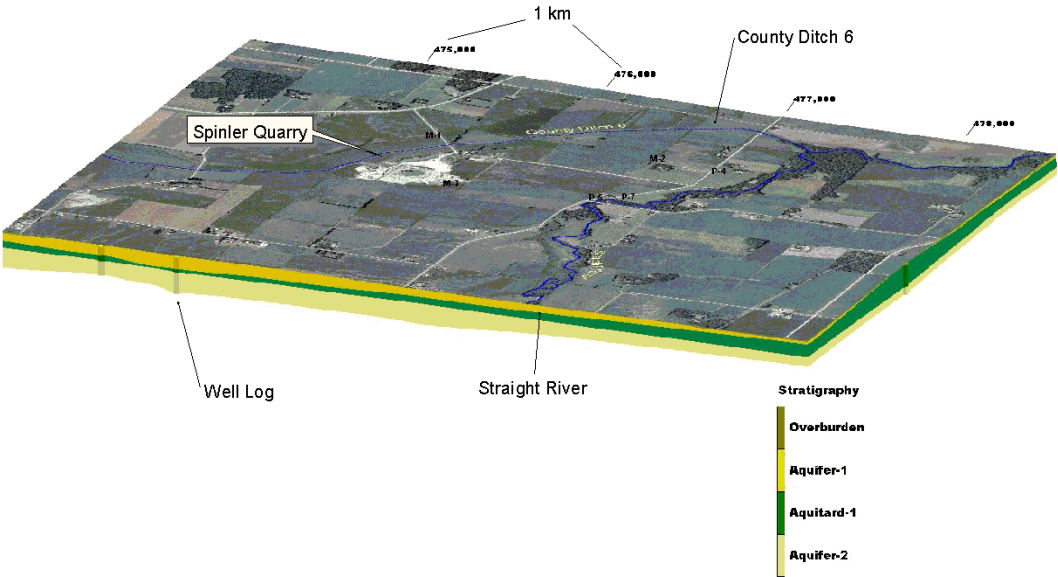 1 km
County Ditch 6
475,000
476,000
477,000
478,000
Spinler Quarry
County Ditch 6
M-1
M-2
M-3
P-4
P-6
P-7
Well Log
Straight River
Stratigraphy
Overburden
Aquifer-1
Aquitard-1
Aquifer-2